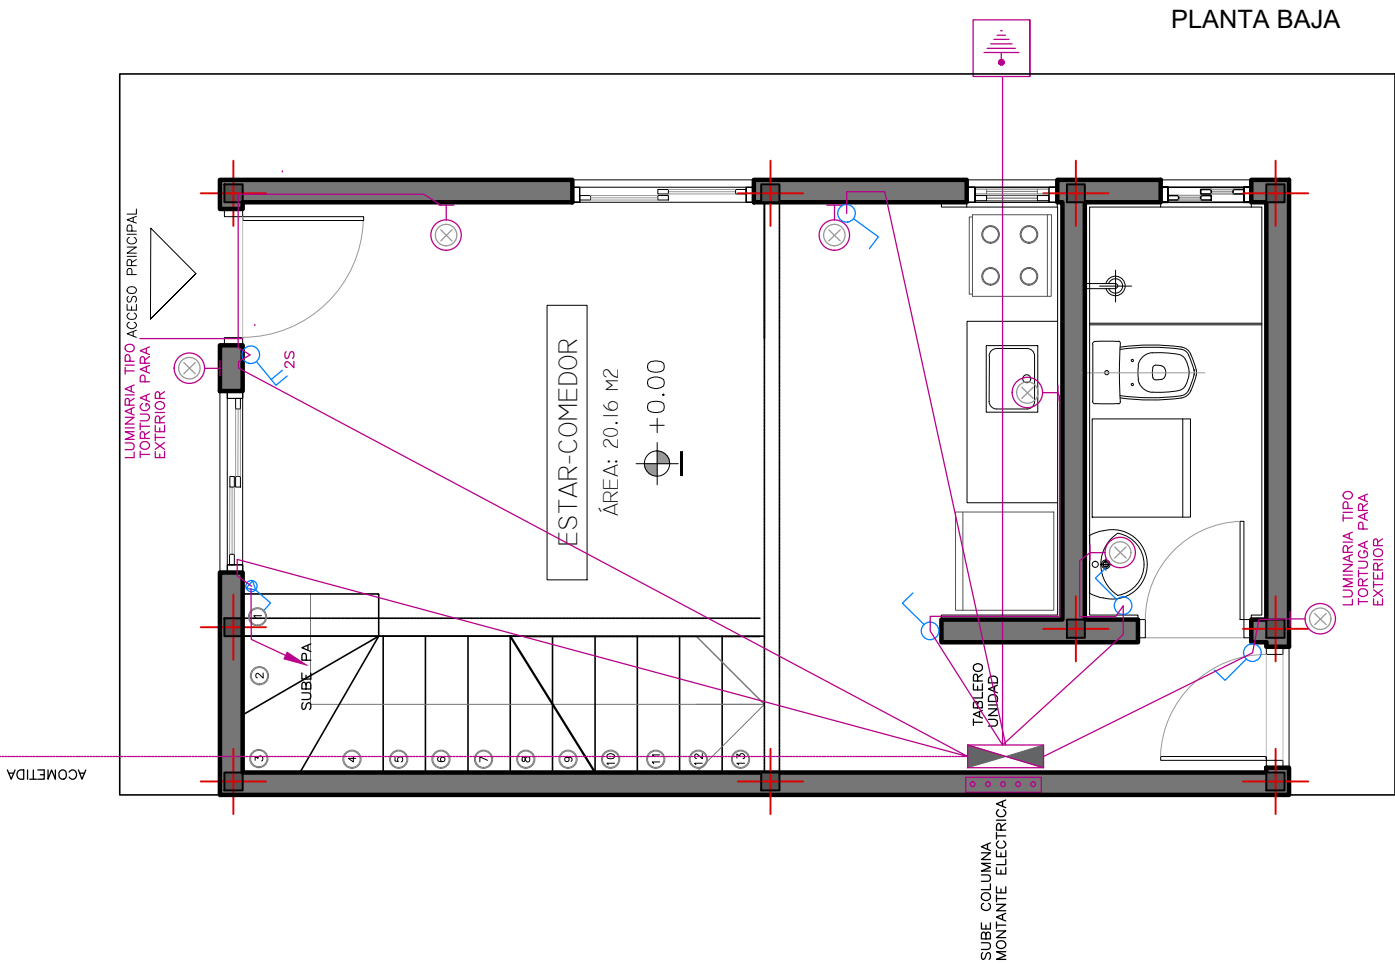 PLANTA BAJA
ACCESO PRINCIPAL
LUMINARIA TIPO
TORTUGA PARA
EXTERIOR
2S
ESTAR-COMEDOR
ÁREA: 20.16 M2
+0.00
LUMINARIA TIPO
TORTUGA PARA
EXTERIOR
1
2
3
4
5
6
7
8
9
10
11
12
13
SUBE PA
TABLERO
UNIDAD
ACOMETIDA
SUBE COLUMNA
MONTANTE ELECTRICA